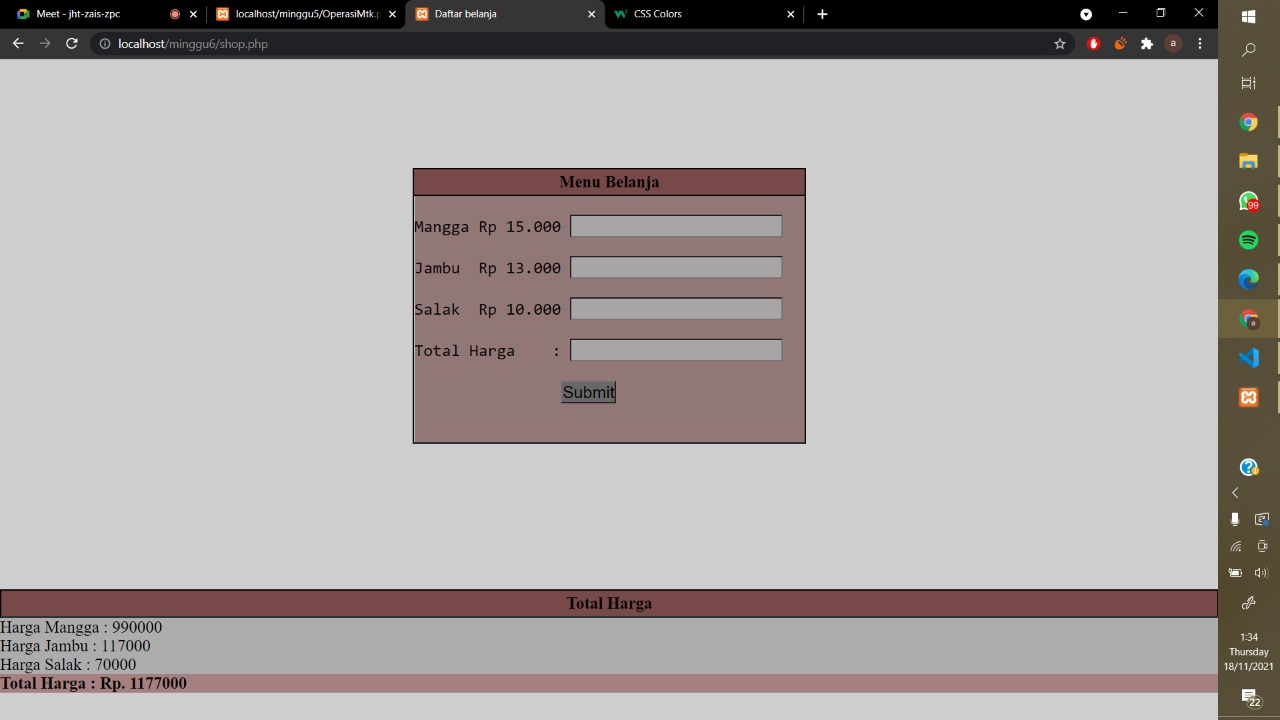 Meet - jht-zais-zpc
localhost/minggu5/OperasiMtk.p
Daftar belanja
CSS Colors
localhost/minggu6/shop.php
a
Menu Belanja
Mangga Rp 15.000
Jambu Rp 13.000
Salak Rp 10.000
Total Harga :
Submit
Total Harga
Harga Mangga : 990000
Harga Jambu : 117000
Harga Salak : 70000
Total Harga : Rp. 1177000
99
a
1:34
Thursday
18/11/2021
22